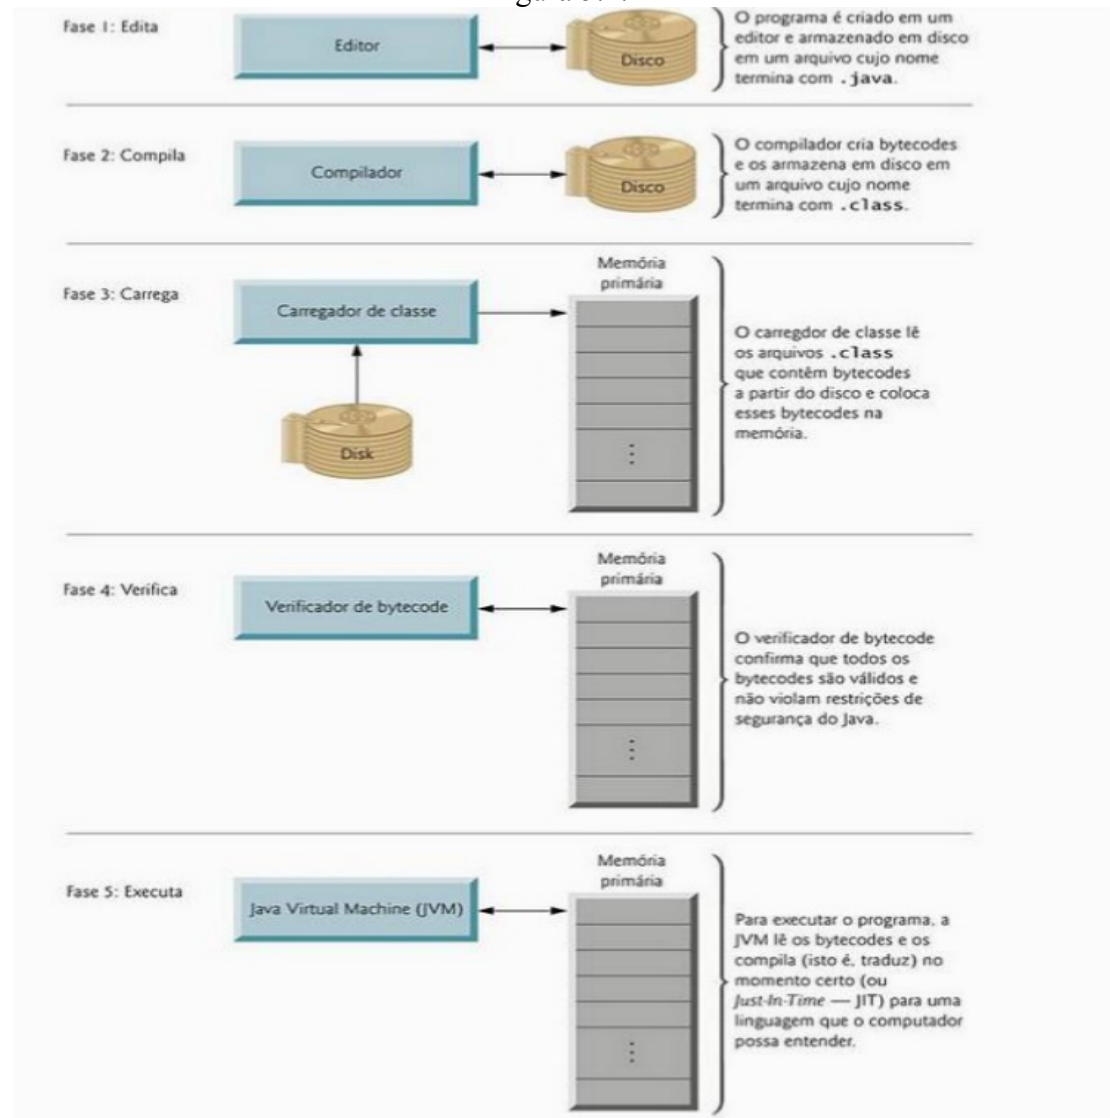 Fase 1: Edita
Editor
Disco
O programa é criado em um
editor e armazenado em disco
em um arquivo cujo nome
termina com .java.
Fase 2: Compila
Compilador
Disco
O compilador cria bytecodes
e os armazena em disco em
um arquivo cujo nome
termina com .class.
Fase 3: Carrega
Carregador de classe
Disk
Memória
primária
O carregdor de classe lê
os arquivos .class
que contêm bytecodes
a partir do disco e coloca
esses bytecodes na
memória.
Fase 4: Verifica
Verificador de bytecode
Memória
primária
O verificador de bytecode
confirma que todos os
bytecodes são válidos e
não violam restrições de
segurança do Java.
Fase 5: Executa
Java Virtual Machine (JVM)
Memória
primária
Para executar o programa, a
JVM lê os bytecodes e os
compila (isto é, traduz) no
momento certo (ou
Just-In-Time — JIT) para uma
linguagem que o computador
possa entender.